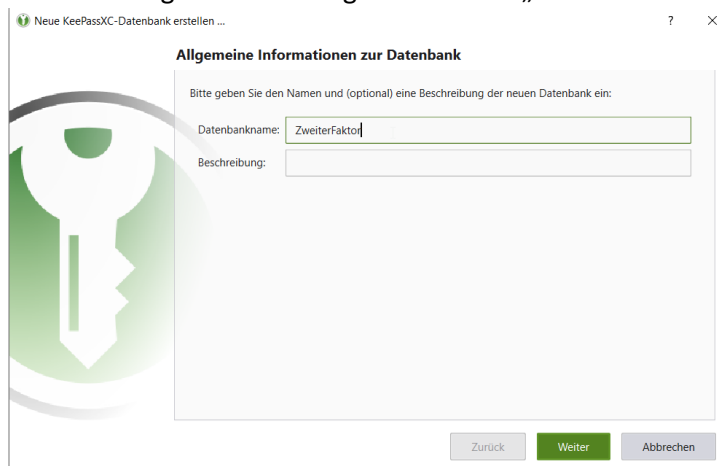 Neue KeePassXC-Datenbank erstellen ...
?
Allgemeine Informationen zur Datenbank
Bitte geben Sie den Namen und (optional) eine Beschreibung der neuen Datenbank ein:
Datenbankname: ZweiterFaktor
Beschreibung:
Zurück Weiter Abbrechen